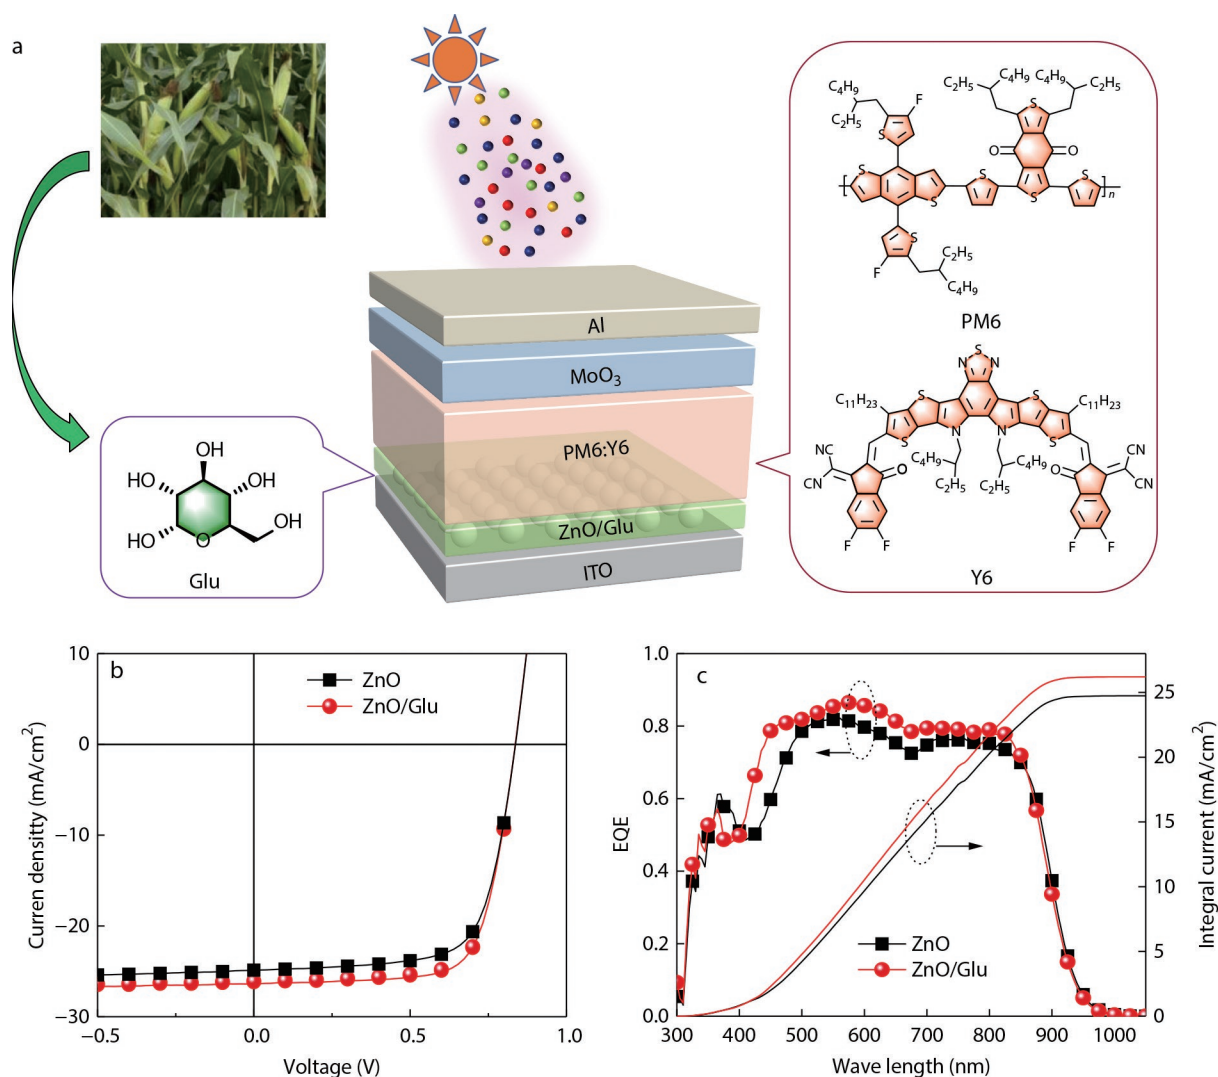 a
Al
MoO3
PM6:Y6
ZnO/Glu
ITO
OH
HO
OH
HO
OH
O
Glu
C4H9
C2H5
F
S
C2H5
C4H9
C4H9
C2H5
S
O
O
S
S
S
S
S
n
S
F
C2H5
C4H9
PM6
S
N
N
C11H23
S
S
C11H23
S
N
N
S
NC
CN
O
C4H9
C2H5
C4H9
C2H5
O
CN
CN
F
F
F
F
Y6
b
ZnO
ZnO/Glu
10
0
−10
−20
−30
−0.5
0.0
0.5
1.0
Curren densitty (mA/cm2)
Voltage (V)
c
1.0
0.8
0.6
0.4
0.2
0.0
EQE
ZnO
ZnO/Glu
25
20
15
10
5
0
Integral current (mA/cm2)
300
400
500
600
700
800
900
1000
Wave length (nm)